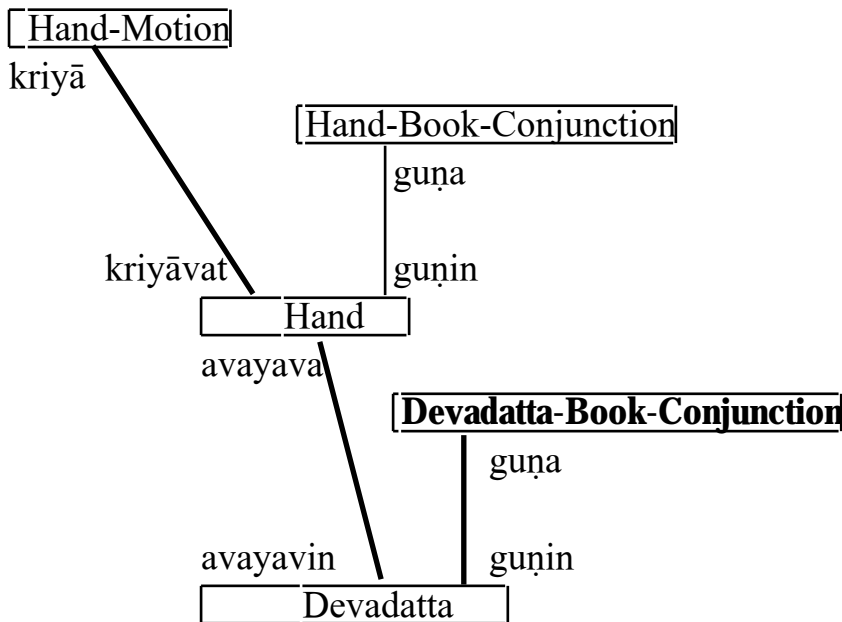 Hand-Motion
kriyā
Hand-Book-Conjunction
guṇa
kriyāvat
guṇin
Hand
avayava
Devadatta-Book-Conjunction
guṇa
avayavin
guṇin
Devadatta